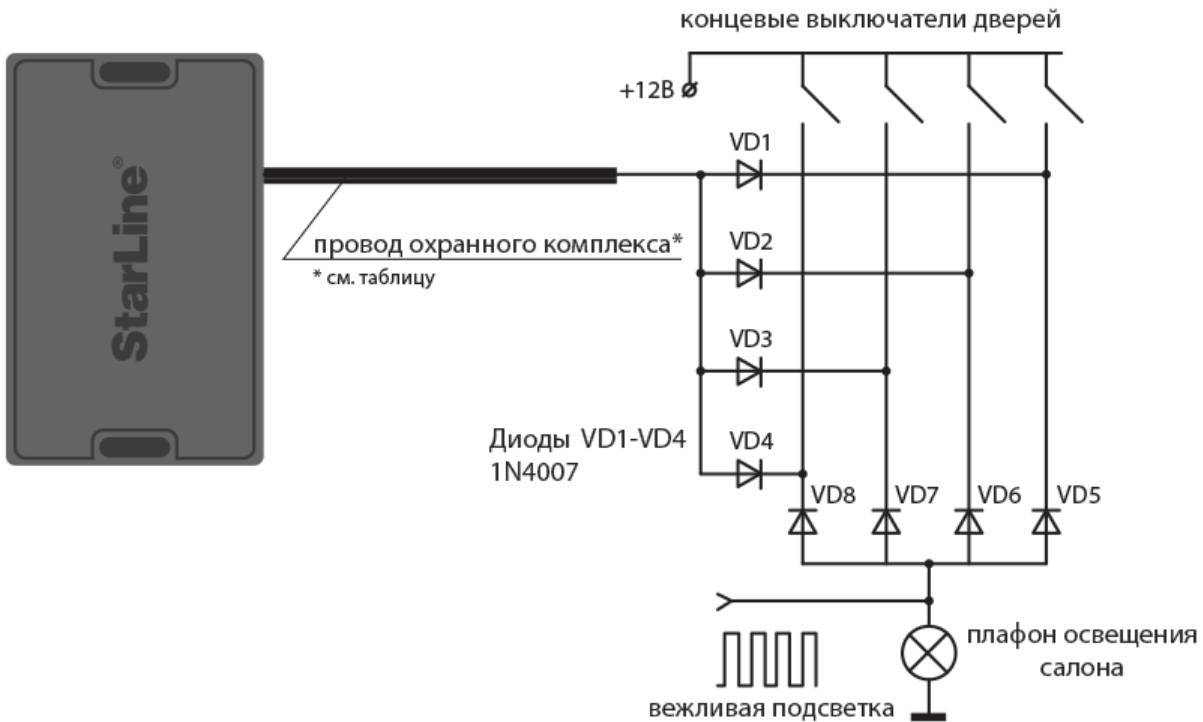 концевые выключатели дверей
+12В
StarLine®
VD1
провод охранного комплекса*
* см. таблицу
VD2
VD3
Диоды VD1-VD4
1N4007
VD4
VD8
VD7
VD6
VD5
плафон освещения
салона
вежливая подсветка